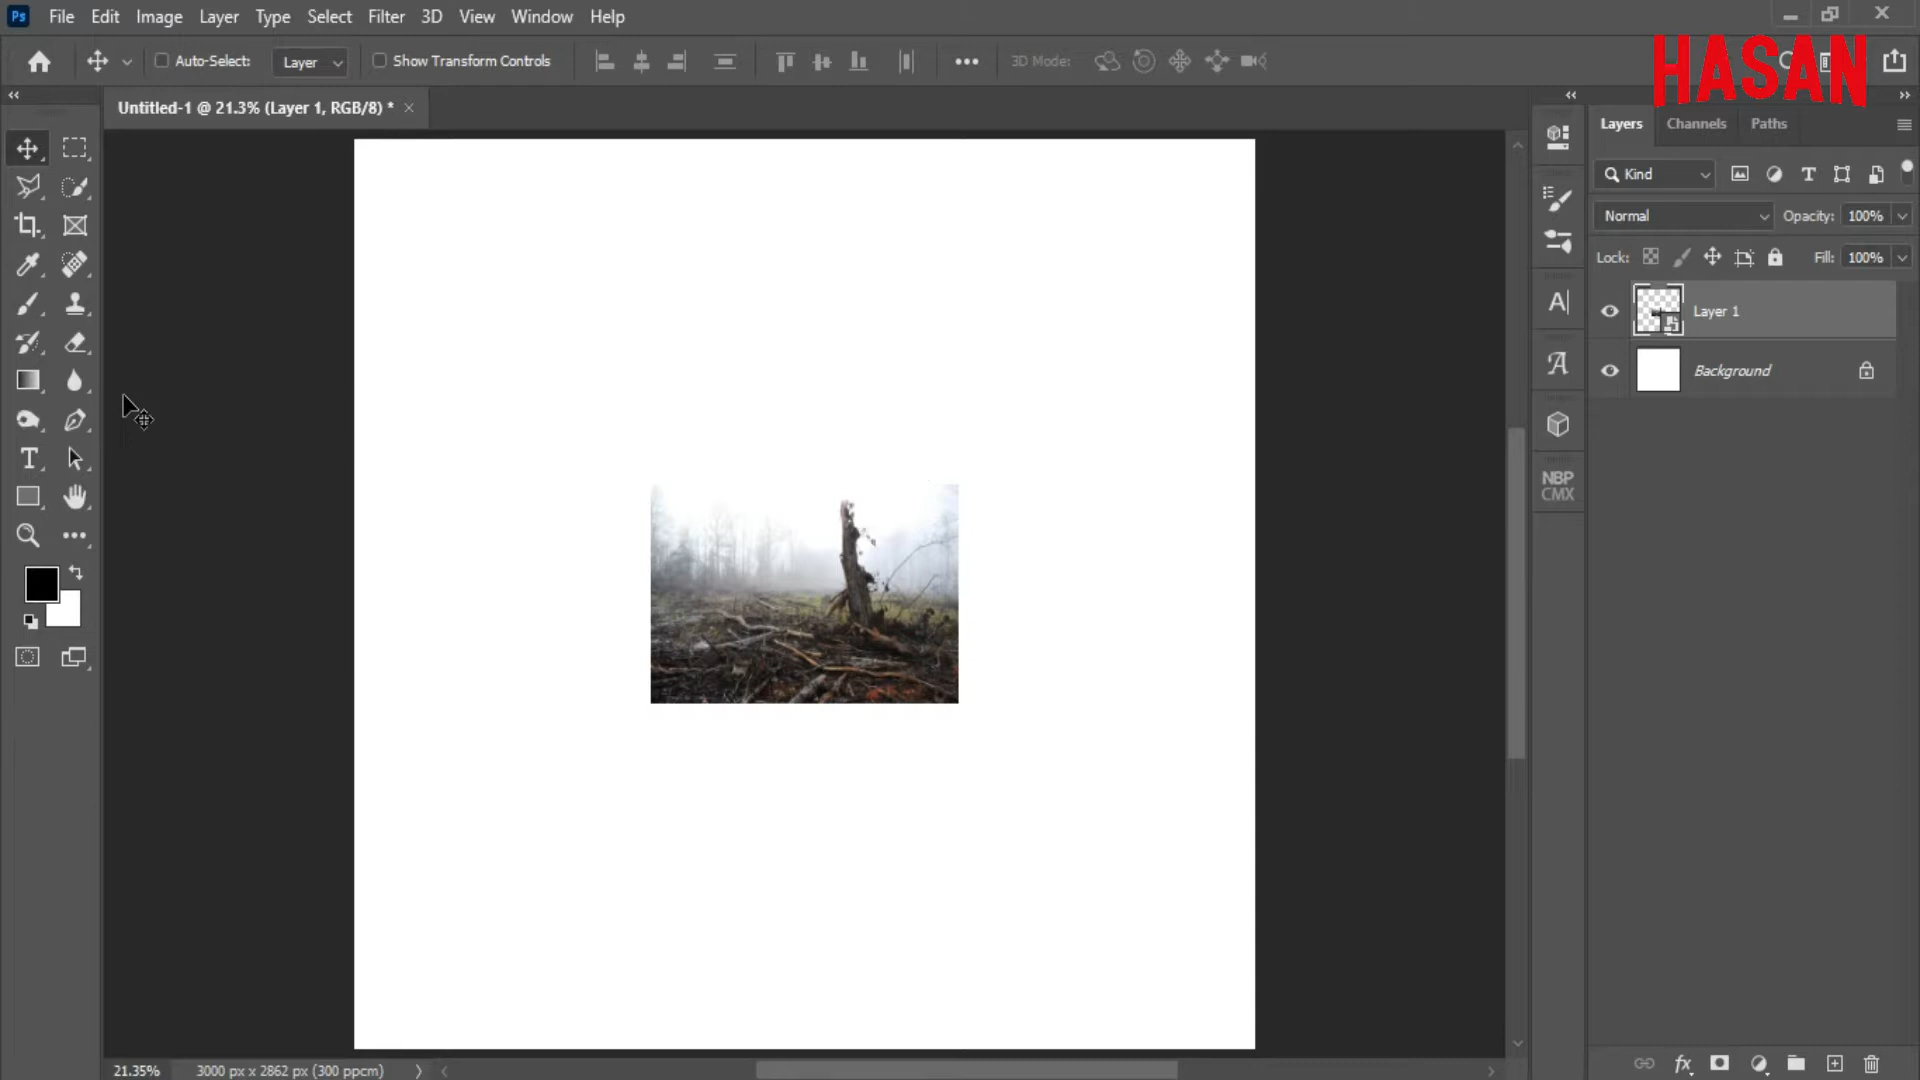 Ps File Edit Image Layer Type Select Filter 3D View Window Help
Auto-Select: Layer Show Transform Controls 3D Mode:
HASAN
Untitled-1 @ 21.3% (Layer 1, RGB/8) *
Layers Channels Paths
Kind
Normal Opacity: 100%
Lock: Fill: 100%
Layer 1
Background
NBP
CMX
21.35% 3000 px x 2862 px (300 ppcm)